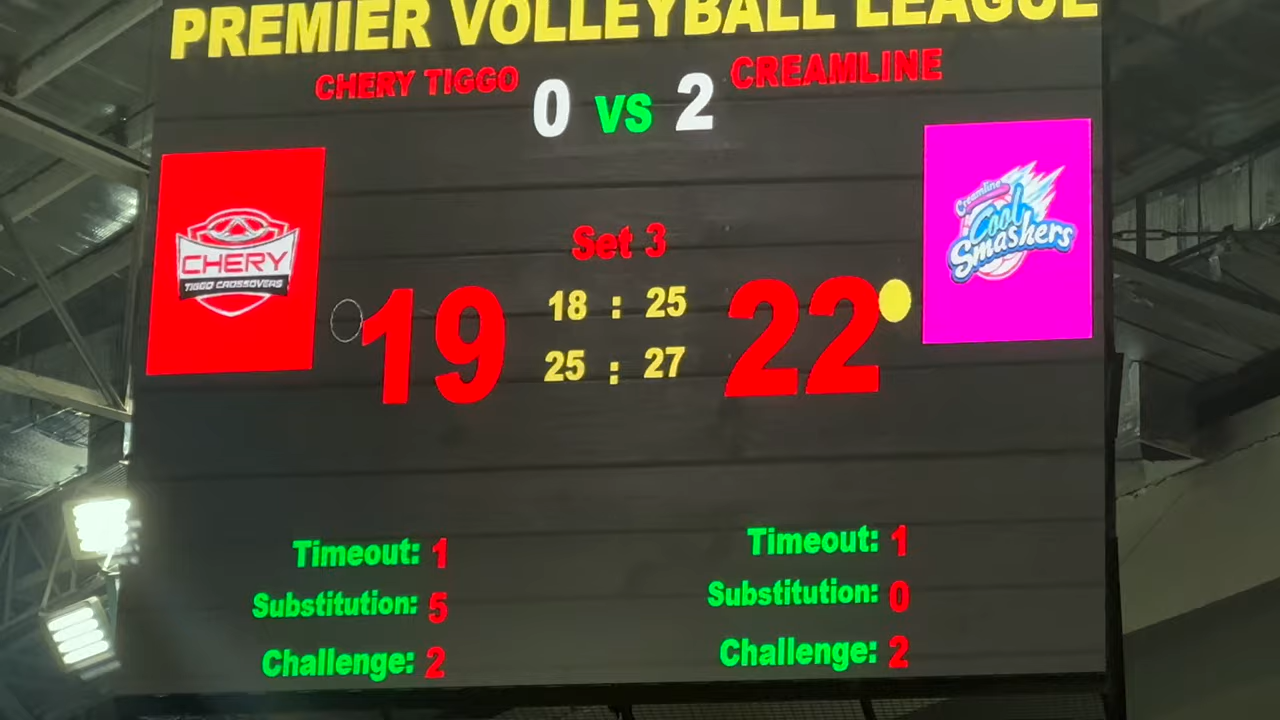 PREMIER VOLLEYBALL LEAGUE
CHERY TIGGO 0 VS 2 CREAMLINE
CHERY
TIGGO CROSSOVERS
Creamline
Cool
Smashers
Set 3
19 18 : 25 22
25 : 27
Timeout: 1 Timeout: 1
Substitution: 5 Substitution: 0
Challenge: 2 Challenge: 2